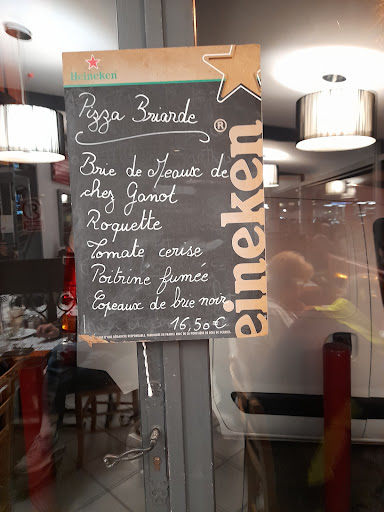 Heineken
Pizza Briarde
Brie de Meaux de
chez Ganot
Roquette
Tomate cerise
Poitrine fumée
Copeaux de brie noir
16,50 €
eineken®